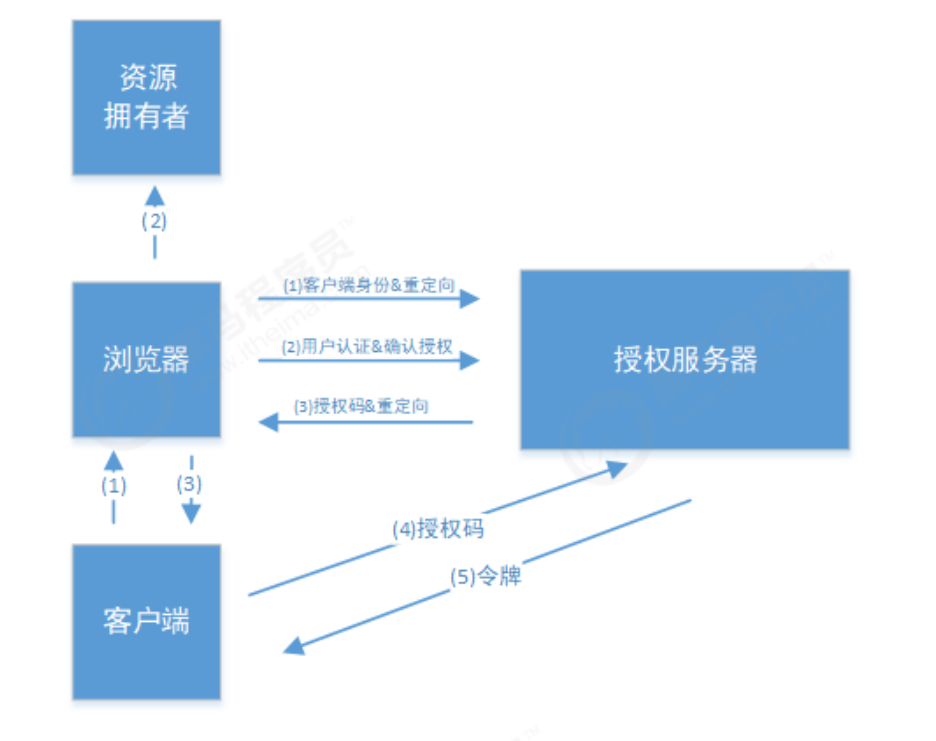 资源
拥有者
(2)
(1)客户端身份&重定向
浏览器
(2)用户认证&确认授权
授权服务器
(3)授权码&重定向
(1)
(3)
(4)授权码
(5)令牌
客户端